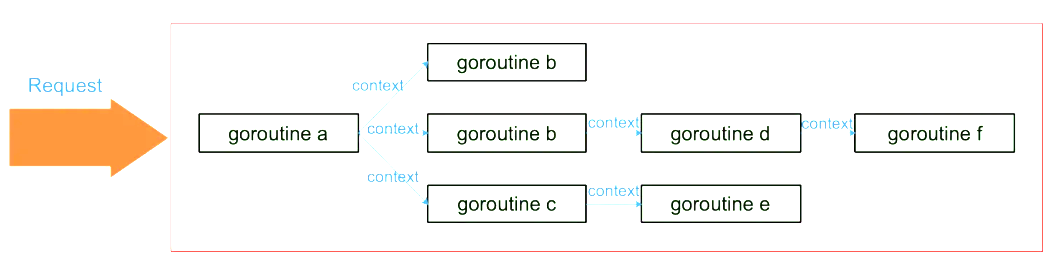 Request
goroutine b
context
goroutine a
context
goroutine b
context
goroutine d
context
goroutine f
context
goroutine c
context
goroutine e